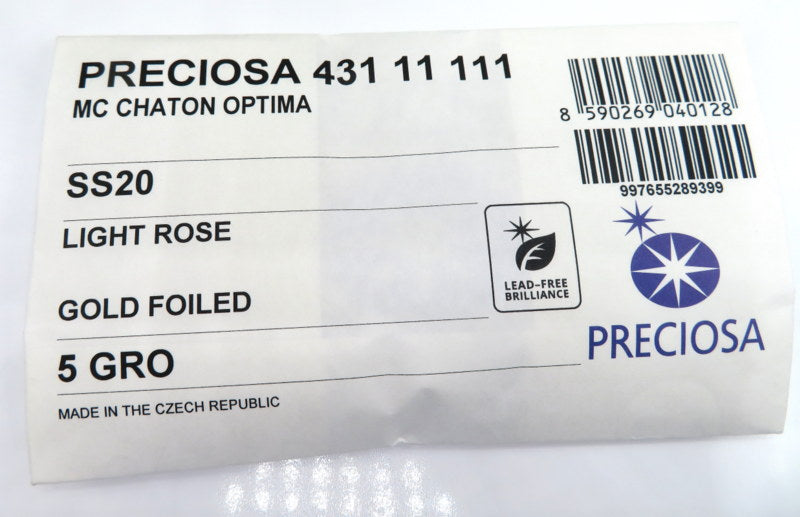 PRECIOSA 431 11 111
MC CHATON OPTIMA
8 590269 040128
SS20
997655289399
LIGHT ROSE
LEAD-FREE
BRILLIANCE
GOLD FOILED
PRECIOSA
5 GRO
MADE IN THE CZECH REPUBLIC